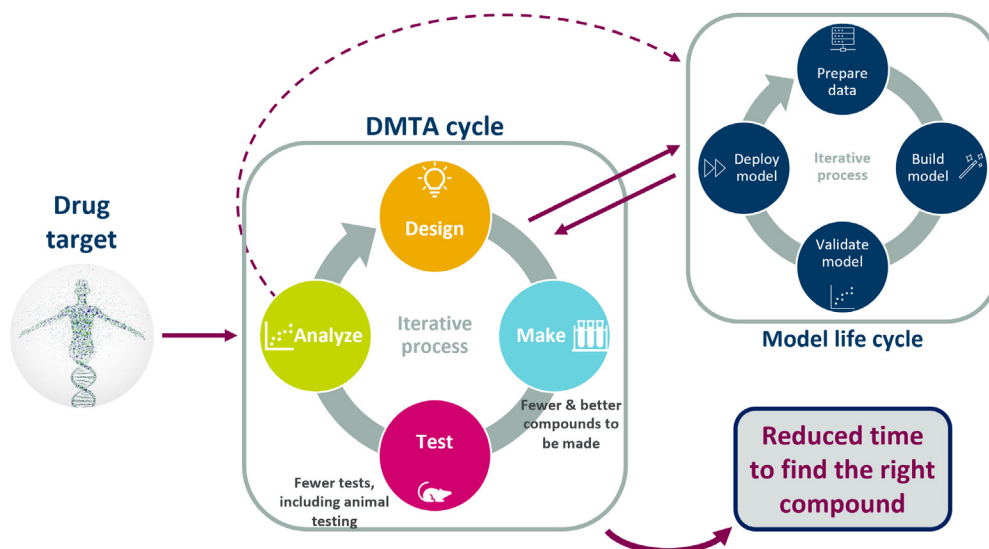 DMTA cycle
Drug
target
Design
Make
Test
Analyze
Iterative
process
Fewer & better
compounds to
be made
Fewer tests,
including animal
testing
Prepare
data
Build
model
Validate
model
Deploy
model
Iterative
process
Model life cycle
Reduced time
to find the right
compound